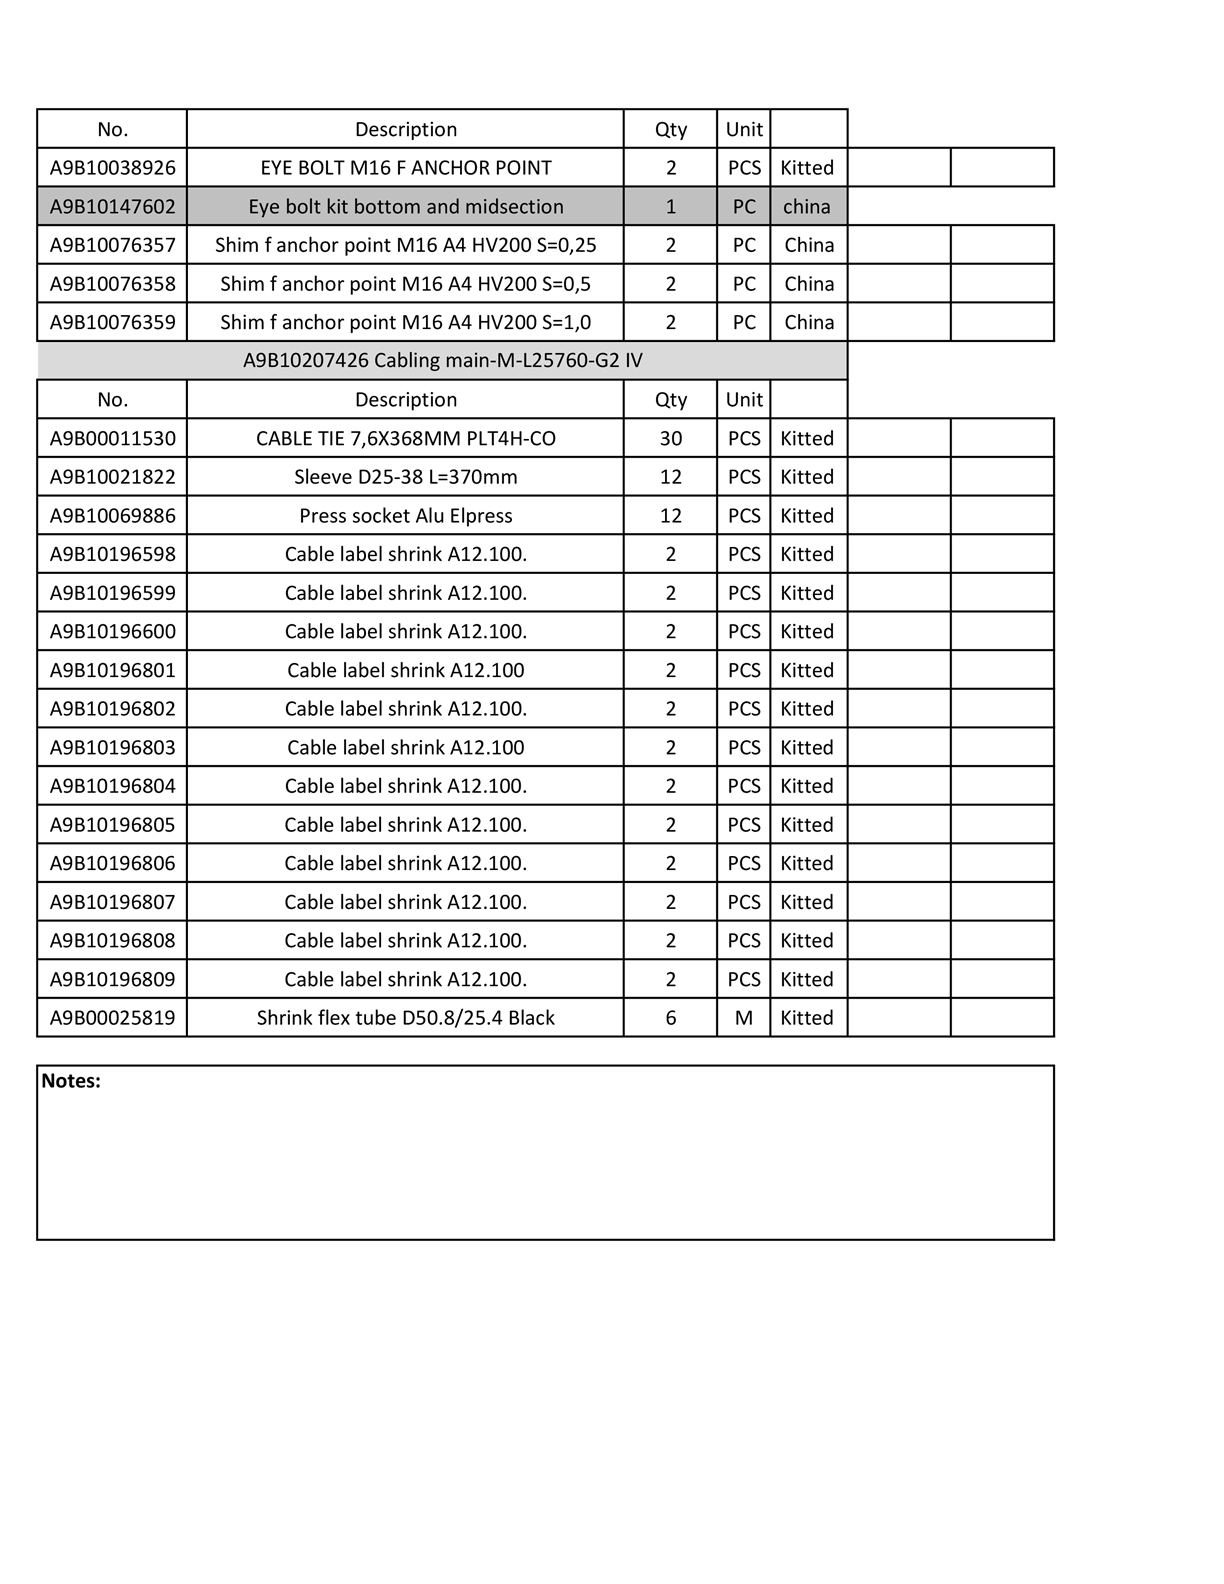 No. Description Qty Unit
A9B10038926 EYE BOLT M16 F ANCHOR POINT 2 PCS Kitted
A9B10147602 Eye bolt kit bottom and midsection 1 PC china
A9B10076357 Shim f anchor point M16 A4 HV200 S=0,25 2 PC China
A9B10076358 Shim f anchor point M16 A4 HV200 S=0,5 2 PC China
A9B10076359 Shim f anchor point M16 A4 HV200 S=1,0 2 PC China
A9B10207426 Cabling main-M-L25760-G2 IV
No. Description Qty Unit
A9B00011530 CABLE TIE 7,6X368MM PLT4H-CO 30 PCS Kitted
A9B10021822 Sleeve D25-38 L=370mm 12 PCS Kitted
A9B10069886 Press socket Alu Elpress 12 PCS Kitted
A9B10196598 Cable label shrink A12.100. 2 PCS Kitted
A9B10196599 Cable label shrink A12.100. 2 PCS Kitted
A9B10196600 Cable label shrink A12.100. 2 PCS Kitted
A9B10196801 Cable label shrink A12.100 2 PCS Kitted
A9B10196802 Cable label shrink A12.100. 2 PCS Kitted
A9B10196803 Cable label shrink A12.100 2 PCS Kitted
A9B10196804 Cable label shrink A12.100. 2 PCS Kitted
A9B10196805 Cable label shrink A12.100. 2 PCS Kitted
A9B10196806 Cable label shrink A12.100. 2 PCS Kitted
A9B10196807 Cable label shrink A12.100. 2 PCS Kitted
A9B10196808 Cable label shrink A12.100. 2 PCS Kitted
A9B10196809 Cable label shrink A12.100. 2 PCS Kitted
A9B00025819 Shrink flex tube D50.8/25.4 Black 6 M Kitted
Notes: